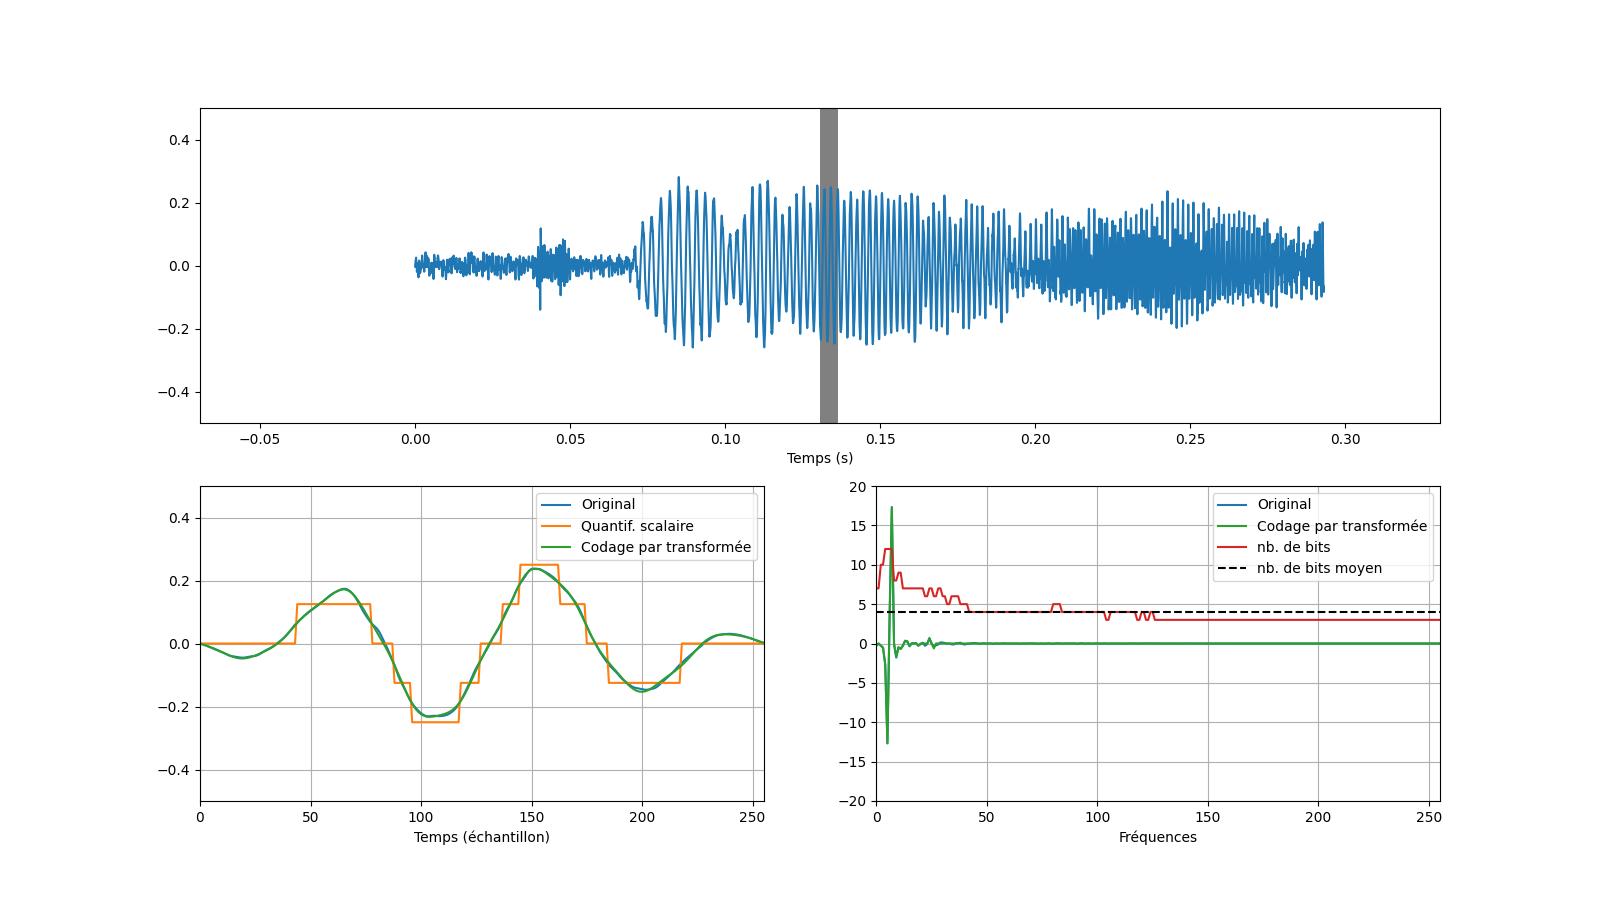 0.4
0.2
0.0
−0.2
−0.4
−0.05 0.00 0.05 0.10 0.15 0.20 0.25 0.30
Temps (s)
0.4
0.2
0.0
−0.2
−0.4
Original
Quantif. scalaire
Codage par transformée
0 50 100 150 200 250
Temps (échantillon)
20
15
10
5
0
−5
−10
−15
−20
Original
Codage par transformée
nb. de bits
nb. de bits moyen
0 50 100 150 200 250
Fréquences